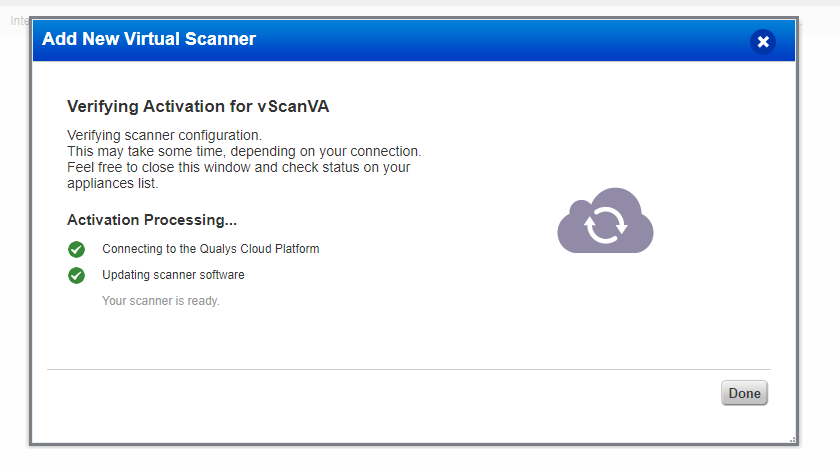 Add New Virtual Scanner
Verifying Activation for vScanVA
Verifying scanner configuration.
This may take some time, depending on your connection.
Feel free to close this window and check status on your
appliances list.
Activation Processing...
Connecting to the Qualys Cloud Platform
Updating scanner software
Your scanner is ready.
Done